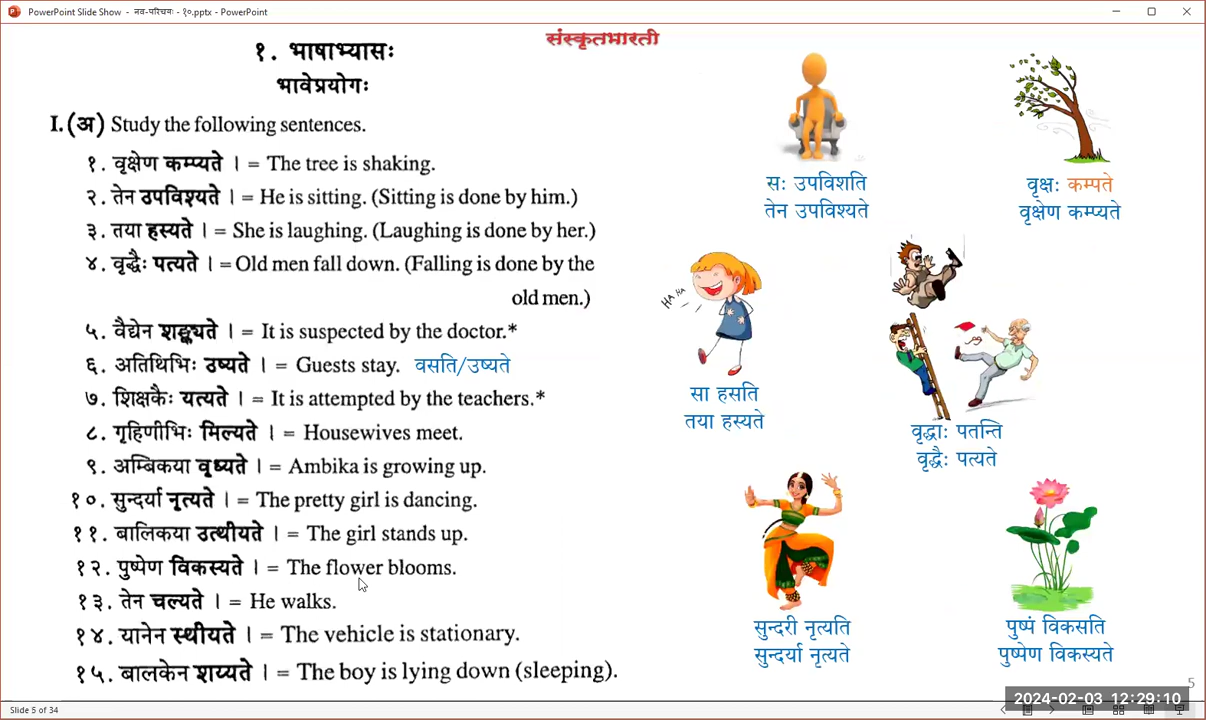 PowerPoint Slide Show - नव-परिचयः - १०.pptx - PowerPoint
संस्कृतभारती
१. भाषाभ्यासः
भावेप्रयोगः
I. (अ) Study the following sentences.
१. वृक्षेण कम्प्यते । = The tree is shaking.
२. तेन उपविश्यते । = He is sitting. (Sitting is done by him.)
३. तया हस्यते । = She is laughing. (Laughing is done by her.)
४. वृद्धैः पत्यते । = Old men fall down. (Falling is done by the
old men.)
५. वैद्येन शङ्क्यते । = It is suspected by the doctor.*
६. अतिथिभिः उष्यते । = Guests stay. वसति/उष्यते
७. शिक्षकैः यत्यते । = It is attempted by the teachers.*
८. गृहिणीभिः मिल्यते । = Housewives meet.
९. अम्बिकया वृध्यते । = Ambika is growing up.
१०. सुन्दर्या नृत्यते । = The pretty girl is dancing.
११. बालिकया उत्थीयते । = The girl stands up.
१२. पुष्पेण विकस्यते । = The flower blooms.
१३. तेन चल्यते । = He walks.
१४. यानेन स्थीयते । = The vehicle is stationary.
१५. बालकेन शय्यते । = The boy is lying down (sleeping).
सः उपविशति
तेन उपविश्यते
वृक्षः कम्पते
वृक्षेण कम्प्यते
HA HA
सा हसति
तया हस्यते
वृद्धाः पतन्ति
वृद्धैः पत्यते
सुन्दरी नृत्यति
सुन्दर्या नृत्यते
पुष्पं विकसति
पुष्पेण विकस्यते
5
2024-02-03 12:29:10
Slide 5 of 34